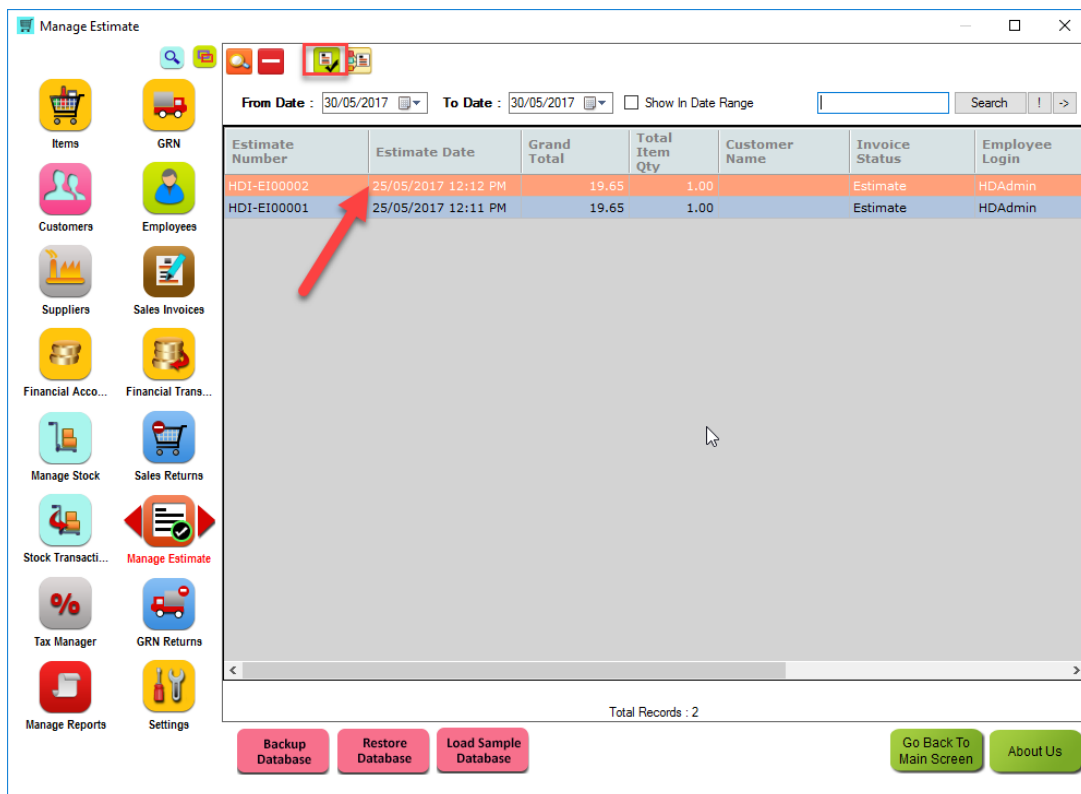 Manage Estimate
From Date : 30/05/2017 To Date : 30/05/2017 Show In Date Range Search ! ->
Items GRN
Customers Employees
Suppliers Sales Invoices
Financial Acco... Financial Trans...
Manage Stock Sales Returns
Stock Transacti... Manage Estimate
%
Tax Manager GRN Returns
Manage Reports Settings
Estimate Number Estimate Date Grand Total Total Item Qty Customer Name Invoice Status Employee Login
HDI-EI00002 25/05/2017 12:12 PM 19.65 1.00 Estimate HDAdmin
HDI-EI00001 25/05/2017 12:11 PM 19.65 1.00 Estimate HDAdmin
Total Records : 2
Backup Database Restore Database Load Sample Database Go Back To Main Screen About Us